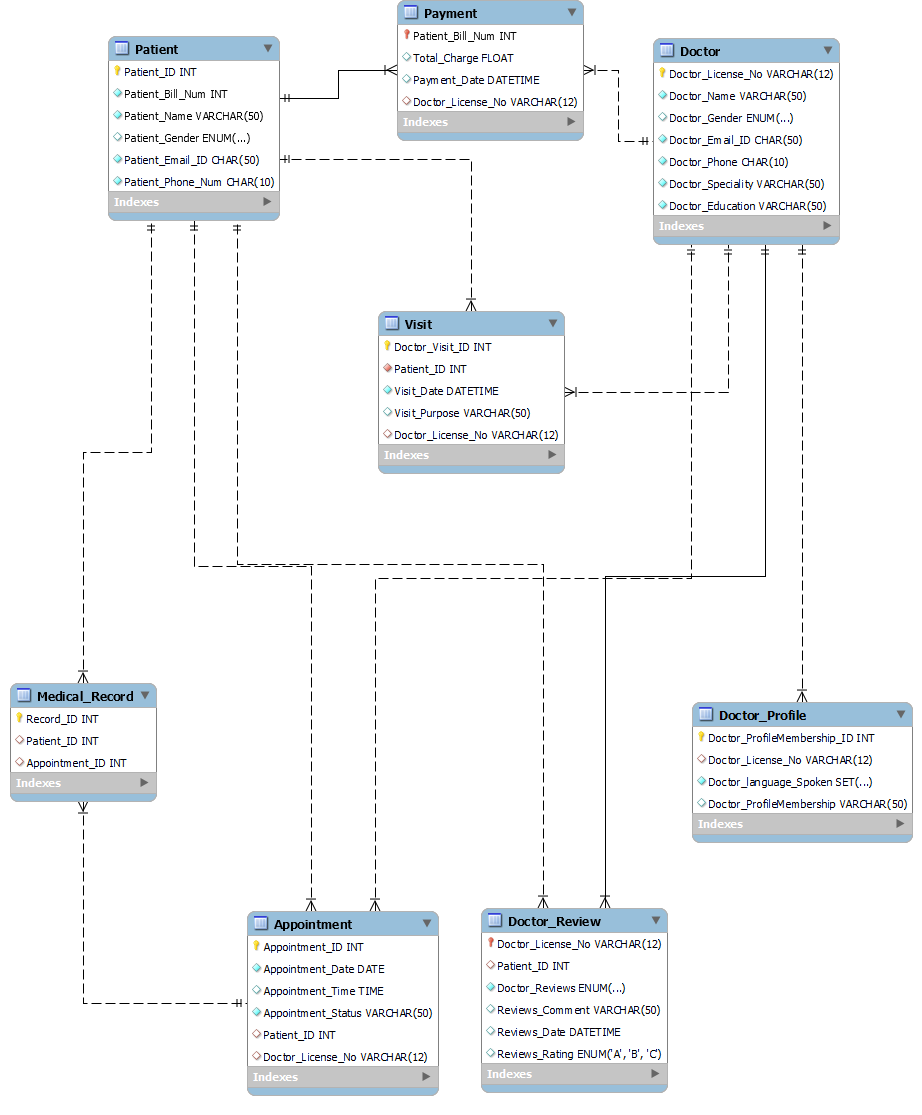 Payment
Patient_Bill_Num INT
Total_Charge FLOAT
Payment_Date DATETIME
Doctor_License_No VARCHAR(12)
Indexes
Patient
Patient_ID INT
Patient_Bill_Num INT
Patient_Name VARCHAR(50)
Patient_Gender ENUM(...)
Patient_Email_ID CHAR(50)
Patient_Phone_Num CHAR(10)
Indexes
Doctor
Doctor_License_No VARCHAR(12)
Doctor_Name VARCHAR(50)
Doctor_Gender ENUM(...)
Doctor_Email_ID CHAR(50)
Doctor_Phone CHAR(10)
Doctor_Speciality VARCHAR(50)
Doctor_Education VARCHAR(50)
Indexes
Visit
Doctor_Visit_ID INT
Patient_ID INT
Visit_Date DATETIME
Visit_Purpose VARCHAR(50)
Doctor_License_No VARCHAR(12)
Indexes
Medical_Record
Record_ID INT
Patient_ID INT
Appointment_ID INT
Indexes
Doctor_Profile
Doctor_ProfileMembership_ID INT
Doctor_License_No VARCHAR(12)
Doctor_language_Spoken SET(...)
Doctor_ProfileMembership VARCHAR(50)
Indexes
Appointment
Appointment_ID INT
Appointment_Date DATE
Appointment_Time TIME
Appointment_Status VARCHAR(50)
Patient_ID INT
Doctor_License_No VARCHAR(12)
Indexes
Doctor_Review
Doctor_License_No VARCHAR(12)
Patient_ID INT
Doctor_Reviews ENUM(...)
Reviews_Comment VARCHAR(50)
Reviews_Date DATETIME
Reviews_Rating ENUM('A', 'B', 'C')
Indexes